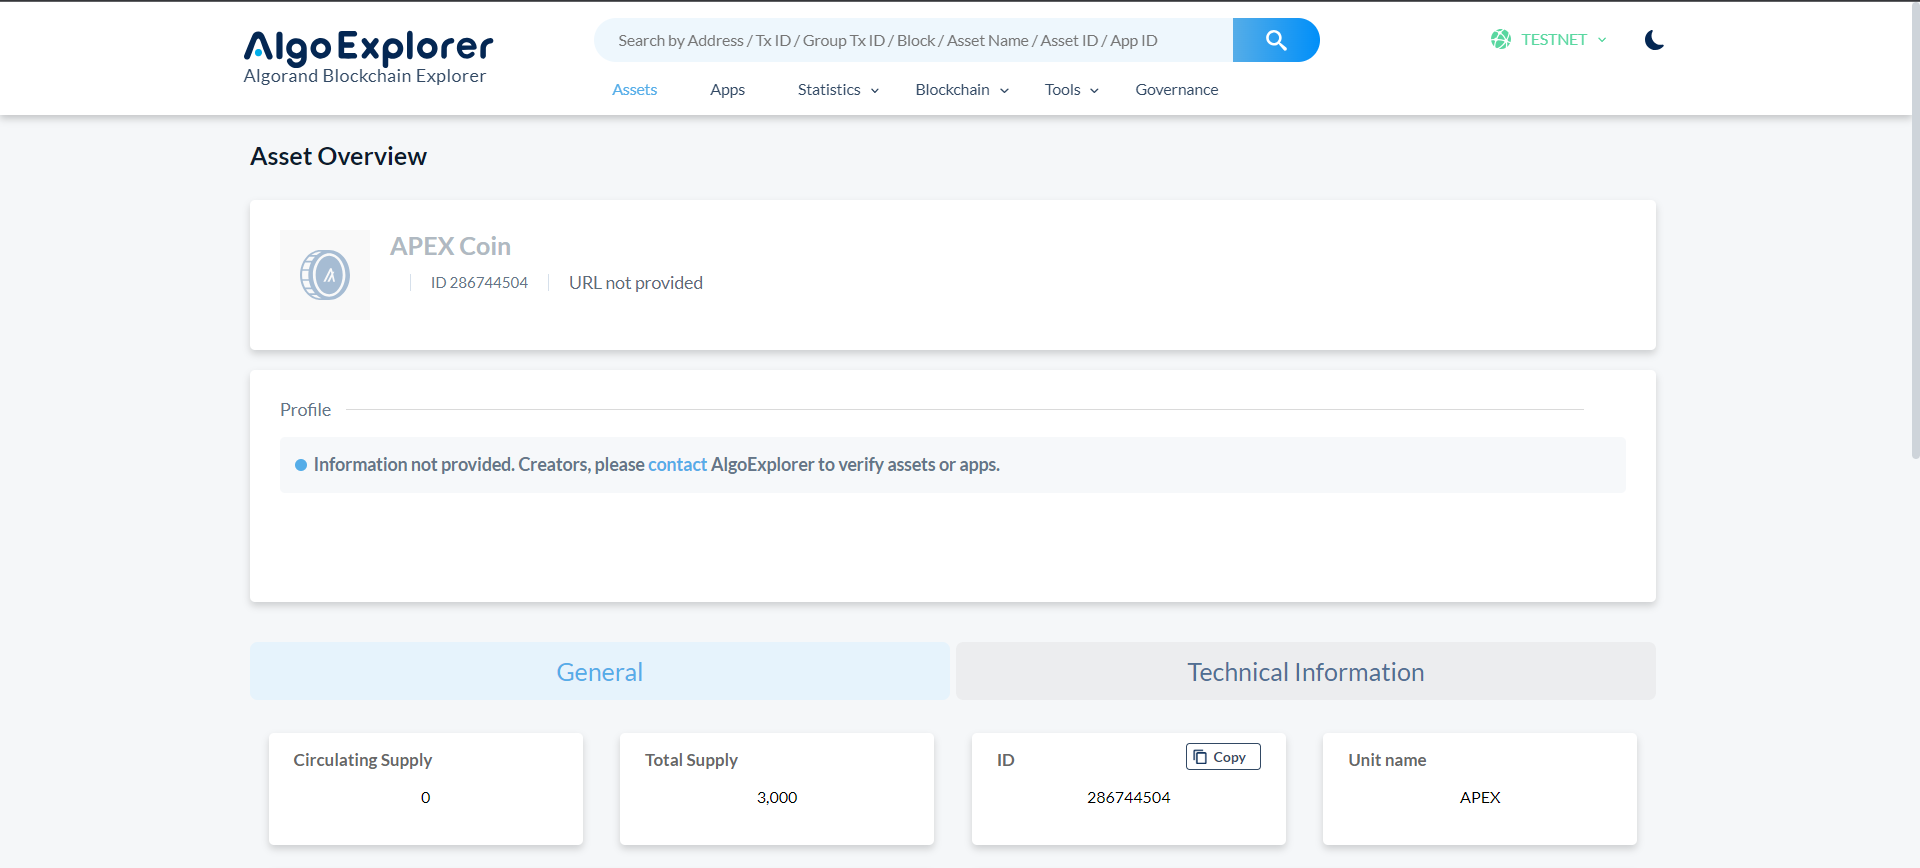 AlgoExplorer
Algorand Blockchain Explorer
Search by Address / Tx ID / Group Tx ID / Block / Asset Name / Asset ID / App ID
TESTNET
Assets Apps Statistics Blockchain Tools Governance
Asset Overview
APEX Coin
ID 286744504 URL not provided
Profile
Information not provided. Creators, please contact AlgoExplorer to verify assets or apps.
General Technical Information
Circulating Supply
0
Total Supply
3,000
ID Copy
286744504
Unit name
APEX